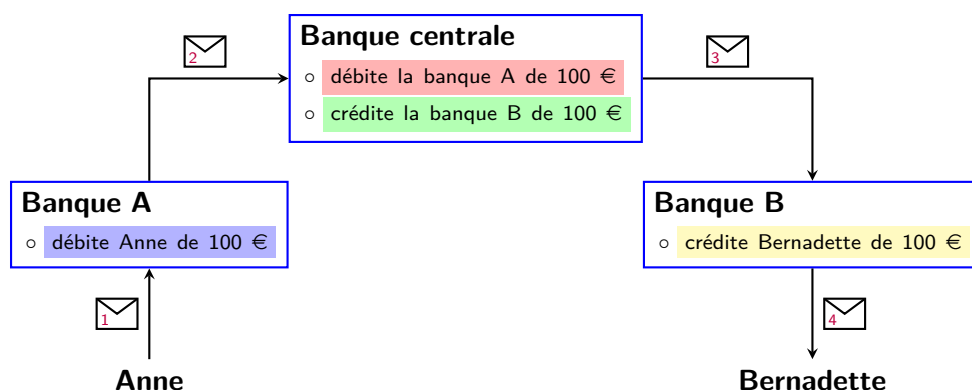 Banque centrale
débite la banque A de 100 €
crédite la banque B de 100 €
2
3
Banque A
débite Anne de 100 €
Banque B
crédite Bernadette de 100 €
1
4
Anne
Bernadette